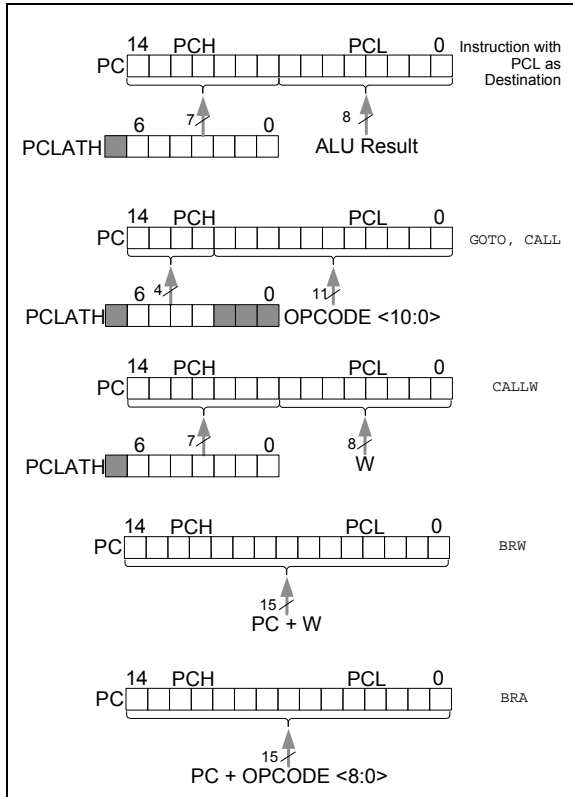 14 PCH PCL 0
PC
Instruction with
PCL as
Destination
7 8
6 0
PCLATH
ALU Result
14 PCH PCL 0
PC
GOTO, CALL
4 11
6 0
PCLATH
OPCODE <10:0>
14 PCH PCL 0
PC
CALLW
7 8
6 0
PCLATH
W
14 PCH PCL 0
PC
BRW
15
PC + W
14 PCH PCL 0
PC
BRA
15
PC + OPCODE <8:0>